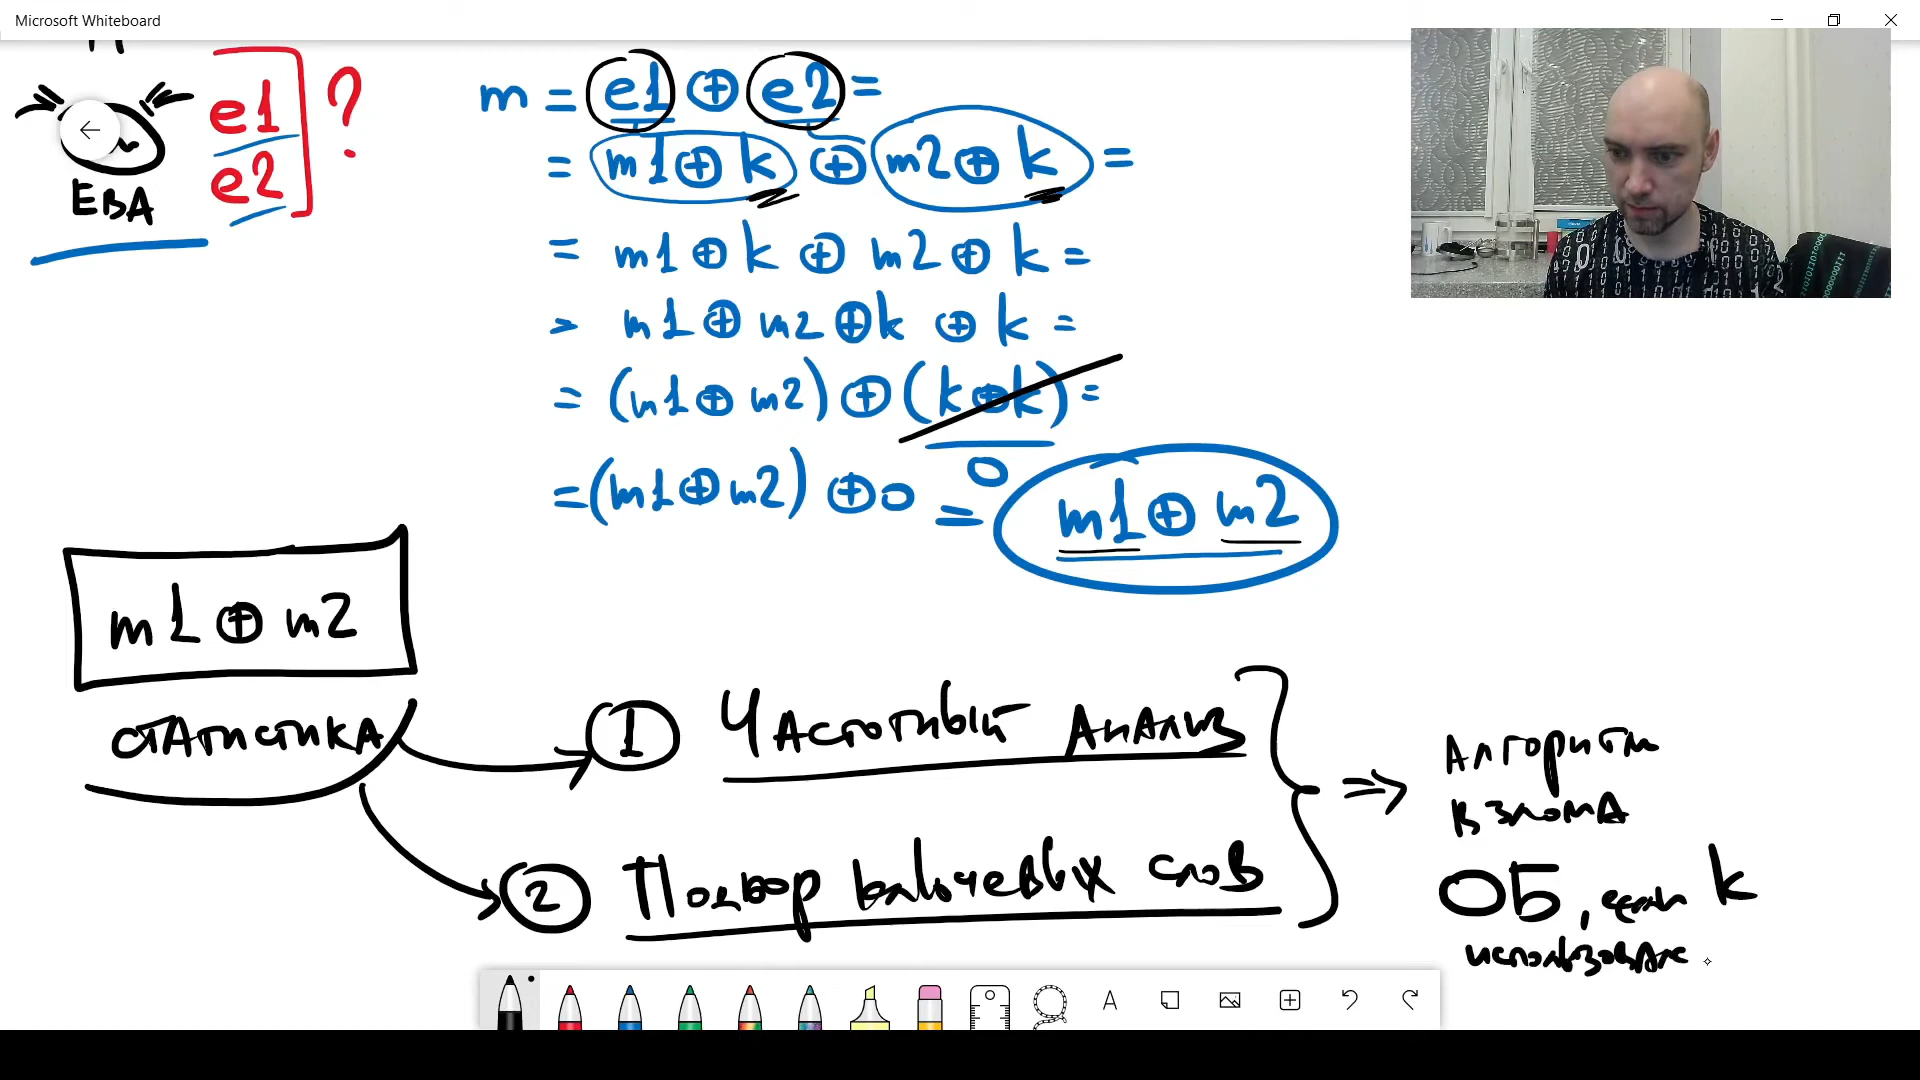 Microsoft Whiteboard
e1
e2
?
ЕВА
m = e1 ⊕ e2 =
= m1 ⊕ k ⊕ m2 ⊕ k =
= m1 ⊕ k ⊕ m2 ⊕ k =
= m1 ⊕ m2 ⊕ k ⊕ k =
= (m1 ⊕ m2) ⊕ (k ⊕ k) =
0
= (m1 ⊕ m2) ⊕ 0 = m1 ⊕ m2
m1 ⊕ m2
статистика
1 Частотный анализ
2 Подбор ключевых слов
=> Алгоритм
взлома
ОБ, если k
A